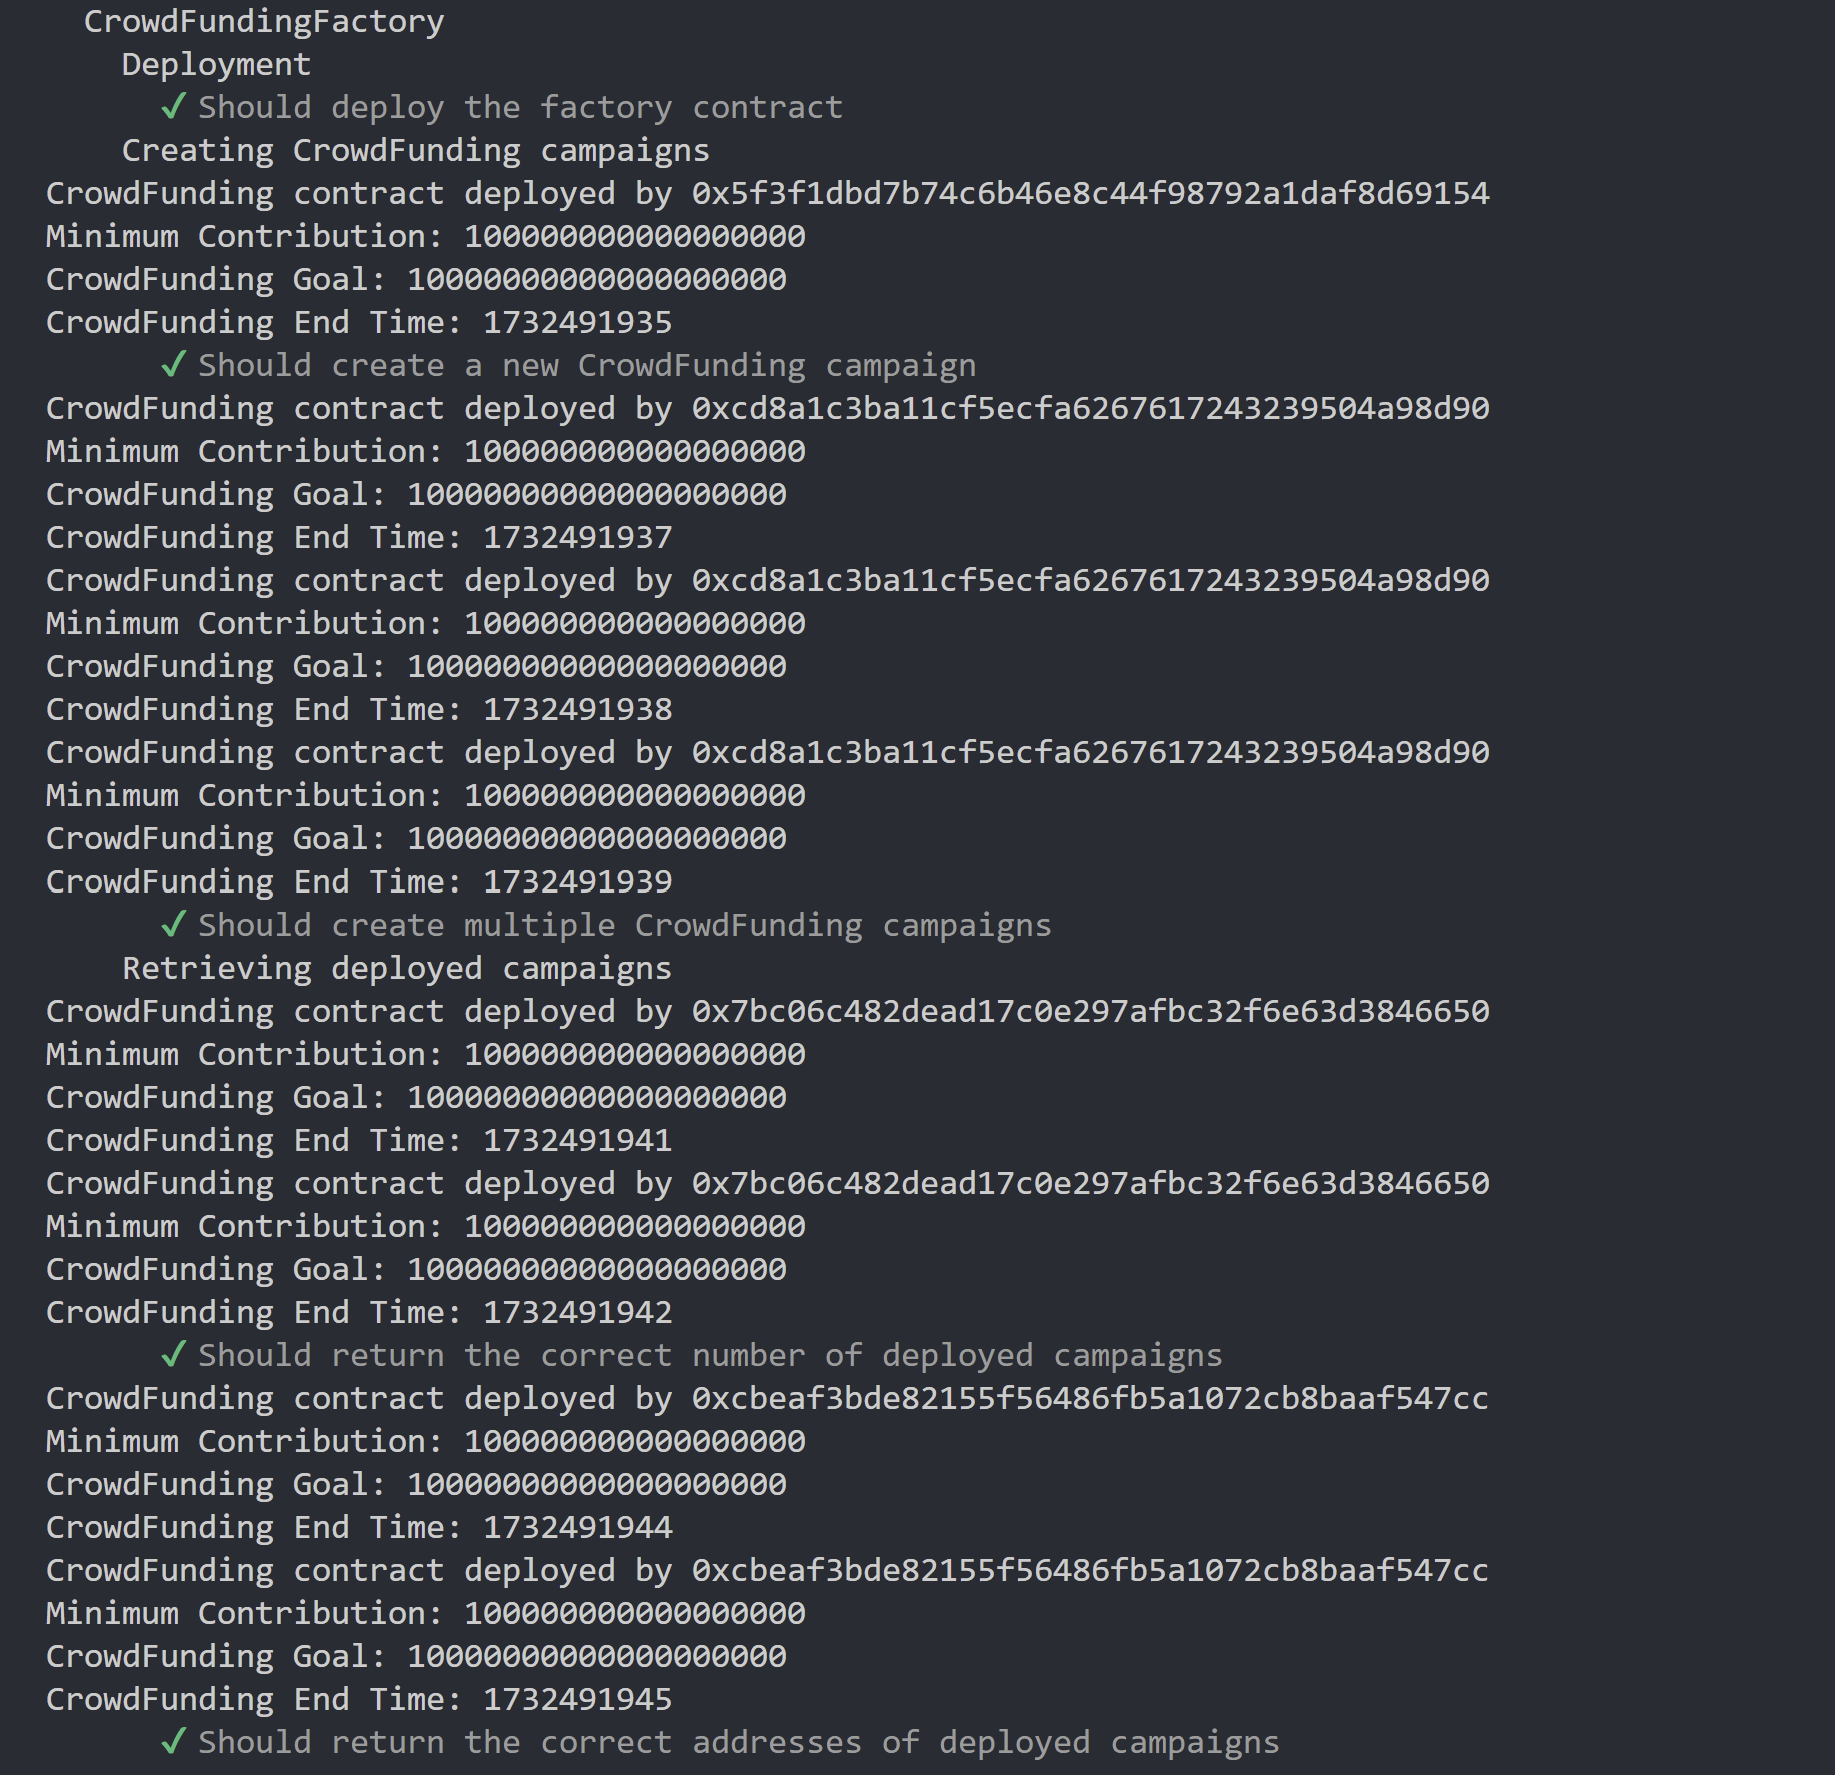 CrowdFundingFactory
Deployment
✓ Should deploy the factory contract
Creating CrowdFunding campaigns
CrowdFunding contract deployed by 0x5f3f1dbd7b74c6b46e8c44f98792a1daf8d69154
Minimum Contribution: 100000000000000000
CrowdFunding Goal: 10000000000000000000
CrowdFunding End Time: 1732491935
✓ Should create a new CrowdFunding campaign
CrowdFunding contract deployed by 0xcd8a1c3ba11cf5ecfa6267617243239504a98d90
Minimum Contribution: 100000000000000000
CrowdFunding Goal: 10000000000000000000
CrowdFunding End Time: 1732491937
CrowdFunding contract deployed by 0xcd8a1c3ba11cf5ecfa6267617243239504a98d90
Minimum Contribution: 100000000000000000
CrowdFunding Goal: 10000000000000000000
CrowdFunding End Time: 1732491938
CrowdFunding contract deployed by 0xcd8a1c3ba11cf5ecfa6267617243239504a98d90
Minimum Contribution: 100000000000000000
CrowdFunding Goal: 10000000000000000000
CrowdFunding End Time: 1732491939
✓ Should create multiple CrowdFunding campaigns
Retrieving deployed campaigns
CrowdFunding contract deployed by 0x7bc06c482dead17c0e297afbc32f6e63d3846650
Minimum Contribution: 100000000000000000
CrowdFunding Goal: 10000000000000000000
CrowdFunding End Time: 1732491941
CrowdFunding contract deployed by 0x7bc06c482dead17c0e297afbc32f6e63d3846650
Minimum Contribution: 100000000000000000
CrowdFunding Goal: 10000000000000000000
CrowdFunding End Time: 1732491942
✓ Should return the correct number of deployed campaigns
CrowdFunding contract deployed by 0xcbeaf3bde82155f56486fb5a1072cb8baaf547cc
Minimum Contribution: 100000000000000000
CrowdFunding Goal: 10000000000000000000
CrowdFunding End Time: 1732491944
CrowdFunding contract deployed by 0xcbeaf3bde82155f56486fb5a1072cb8baaf547cc
Minimum Contribution: 100000000000000000
CrowdFunding Goal: 10000000000000000000
CrowdFunding End Time: 1732491945
✓ Should return the correct addresses of deployed campaigns